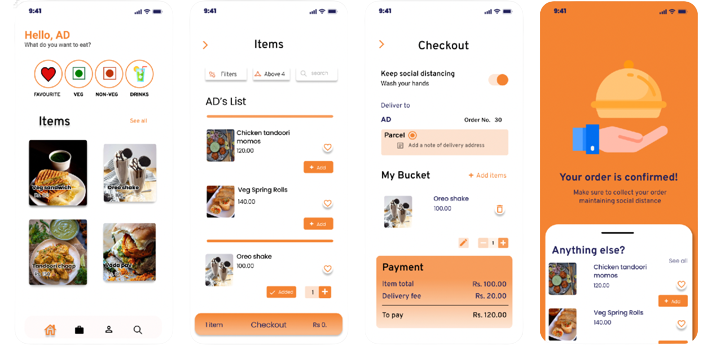 9:41
Hello, AD
What do you want to eat?
FAVOURITE VEG NON-VEG DRINKS
Items See all
Veg sandwich Oreo shake
Tandoori chaap Vada pav
9:41
Items
Filters Above 4 search
AD's List
Chicken tandoori
momos
120.00
+ Add
Veg Spring Rolls
140.00
+ Add
Oreo shake
100.00
Added 1 +
1 item Checkout Rs 0.
9:41
Checkout
Keep social distancing
Wash your hands
Deliver to
AD Order No. 30
Parcel
Add a note of delivery address
My Bucket + Add Items
Oreo shake
100.00
1 +
Payment
Item total Rs. 100.00
Delivery fee Rs. 20.00
To pay Rs. 120.00
9:41
Your order is confirmed!
Make sure to collect your order
maintaining social distance
Anything else?
See all
Chicken tandoori
momos
120.00
+ Add
Veg Spring Rolls
140.00
+ Add